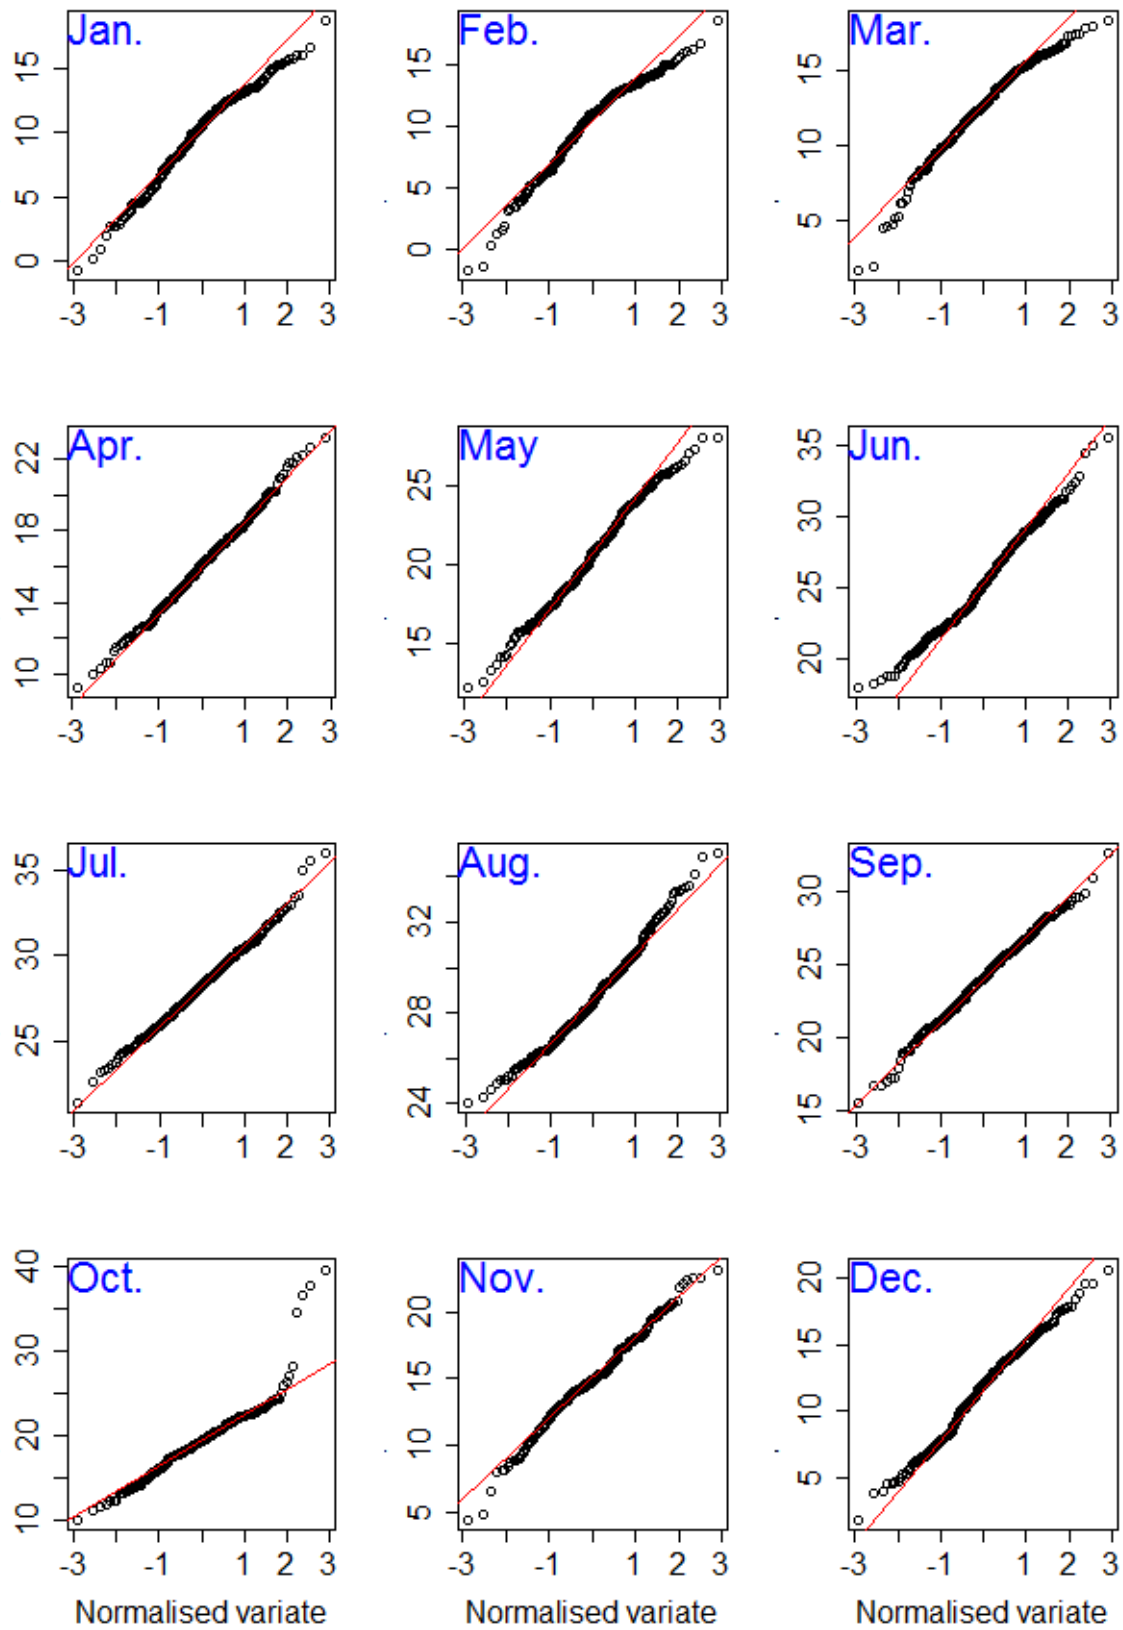 Jan. Feb. Mar.
15 15 15
10 10 10
5 5 5
0 0
-3 -1 1 2 3 -3 -1 1 2 3 -3 -1 1 2 3
Apr. May Jun.
22 25 35
18 20 30
14 15 25
10 20
-3 -1 1 2 3 -3 -1 1 2 3 -3 -1 1 2 3
Jul. Aug. Sep.
35 32 30
30 28 25
25 24 20
15
-3 -1 1 2 3 -3 -1 1 2 3 -3 -1 1 2 3
Oct. Nov. Dec.
40 20 20
30 15 15
20 10 10
10 5 5
-3 -1 1 2 3 -3 -1 1 2 3 -3 -1 1 2 3
Normalised variate Normalised variate Normalised variate